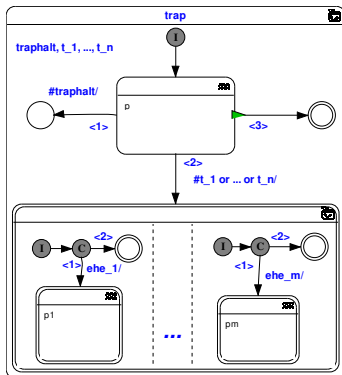 trap
I
traphalt, t_1, ..., t_n
#traphalt/
p
<1>
<3>
<2>
#t_1 or ... or t_n/
I C <2>
<1> ehe_1/
p1
...
I C <2>
<1> ehe_m/
pm